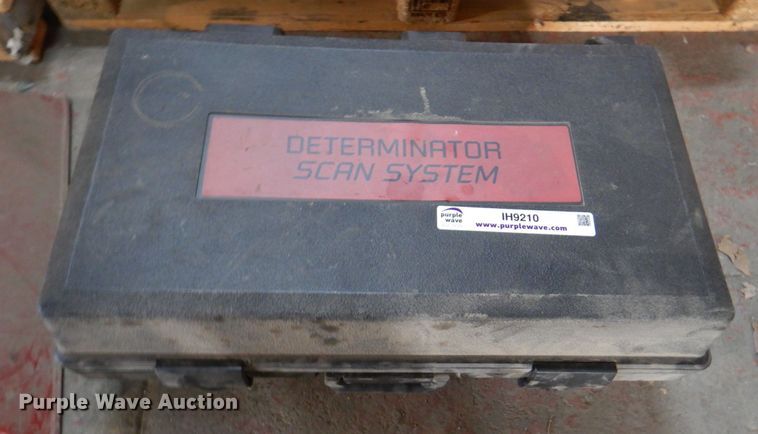 DETERMINATOR
SCAN SYSTEM
purple
wave
IH9210
www.purplewave.com
Purple Wave Auction